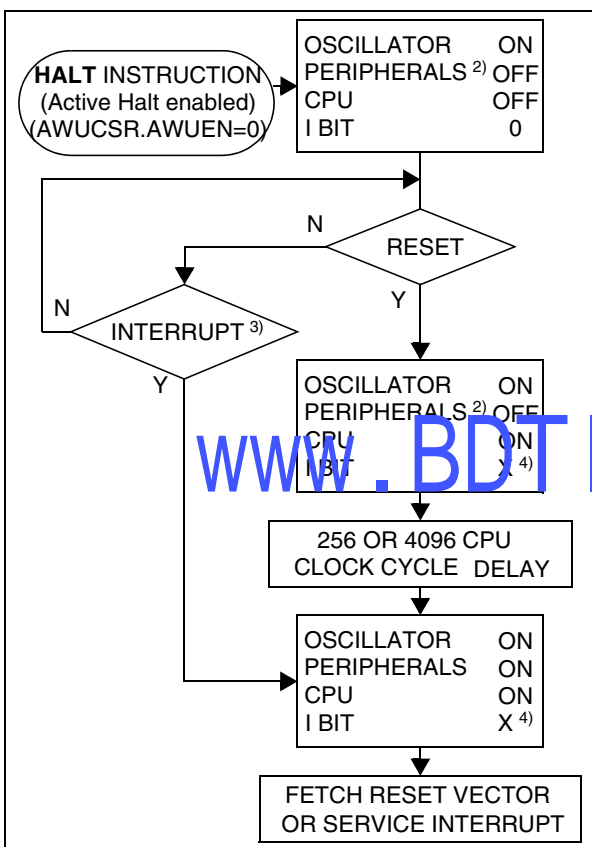 HALT INSTRUCTION
(Active Halt enabled)
(AWUCSR.AWUEN=0)
OSCILLATOR ON
PERIPHERALS 2) OFF
CPU OFF
I BIT 0
N
RESET
N
INTERRUPT 3)
Y
Y
OSCILLATOR ON
PERIPHERALS 2) OFF
CPU ON
I BIT X 4)
www.BDT
256 OR 4096 CPU
CLOCK CYCLE DELAY
OSCILLATOR ON
PERIPHERALS ON
CPU ON
I BIT X 4)
FETCH RESET VECTOR
OR SERVICE INTERRUPT